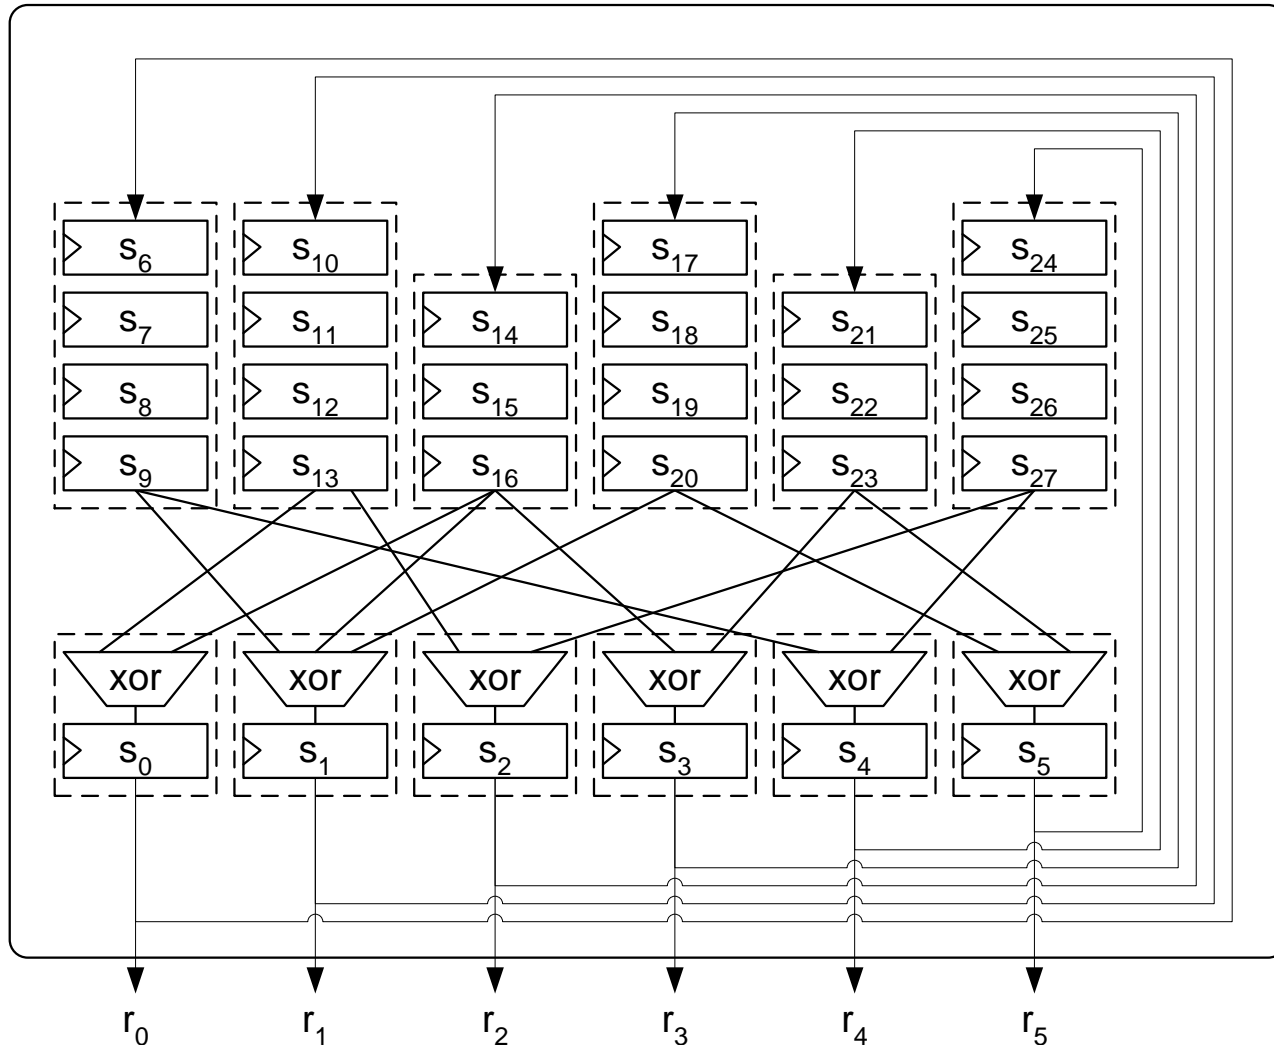 s6 s10 s17 s24
s7 s11 s14 s18 s21 s25
s8 s12 s15 s19 s22 s26
s9 s13 s16 s20 s23 s27
xor xor xor xor xor xor
s0 s1 s2 s3 s4 s5
r0 r1 r2 r3 r4 r5